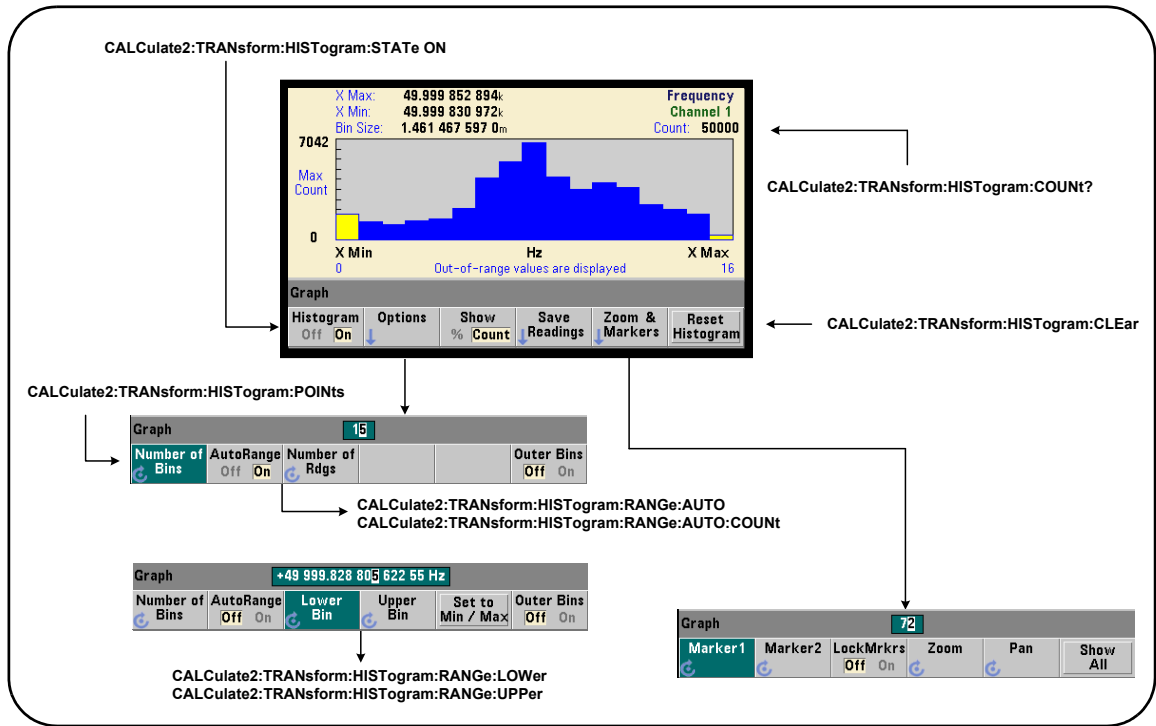 CALCulate2:TRANsform:HISTogram:STATe ON
X Max: 49.999 852 894k Frequency
X Min: 49.999 830 972k Channel 1
Bin Size: 1.461 467 597 0m Count: 50000
7042
Max
Count
0
X Min Hz X Max
0 Out-of-range values are displayed 16
CALCulate2:TRANsform:HISTogram:COUNt?
Graph
Histogram Options Show Save Zoom & Reset
Off On % Count Readings Markers Histogram
CALCulate2:TRANsform:HISTogram:CLEar
CALCulate2:TRANsform:HISTogram:POINts
Graph 15
Number of AutoRange Number of Outer Bins
Bins Off On Rdgs Off On
CALCulate2:TRANsform:HISTogram:RANGe:AUTO
CALCulate2:TRANsform:HISTogram:RANGe:AUTO:COUNt
Graph +49 999.828 805 622 55 Hz
Number of AutoRange Lower Upper Set to Outer Bins
Bins Off On Bin Bin Min / Max Off On
CALCulate2:TRANsform:HISTogram:RANGe:LOWer
CALCulate2:TRANsform:HISTogram:RANGe:UPPer
Graph 72
Marker1 Marker2 LockMrkrs Zoom Pan Show
Off On All